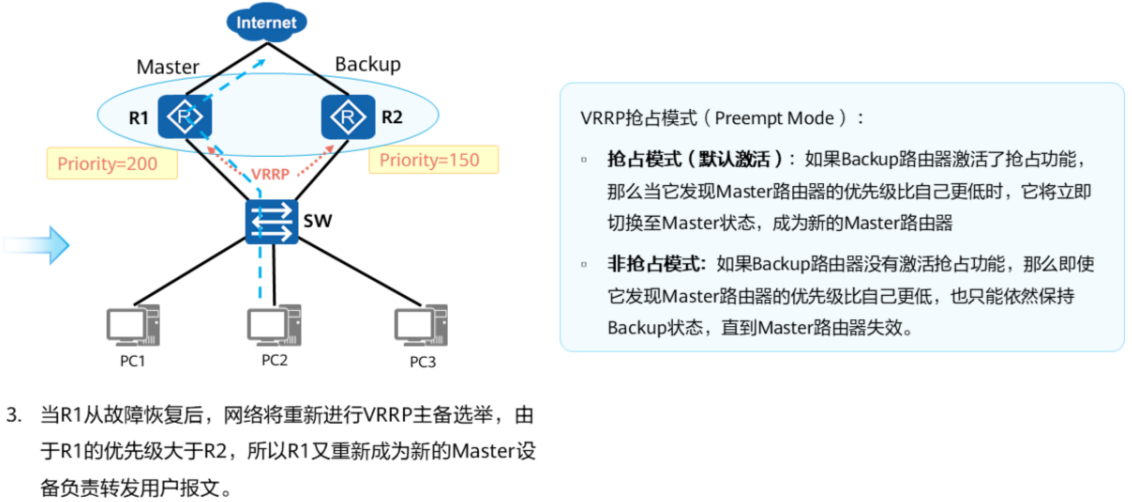 Internet
Master
Backup
R1
R
R
R2
Priority=200
VRRP
Priority=150
SW
PC1
PC2
PC3
3. 当R1从故障恢复后，网络将重新进行VRRP主备选举，由
于R1的优先级大于R2，所以R1又重新成为新的Master设
备负责转发用户报文。
VRRP抢占模式（Preempt Mode）：
抢占模式（默认激活）：如果Backup路由器激活了抢占功能，
那么当它发现Master路由器的优先级比自己更低时，它将立即
切换至Master状态，成为新的Master路由器
非抢占模式：如果Backup路由器没有激活抢占功能，那么即使
它发现Master路由器的优先级比自己更低，也只能依然保持
Backup状态，直到Master路由器失效。